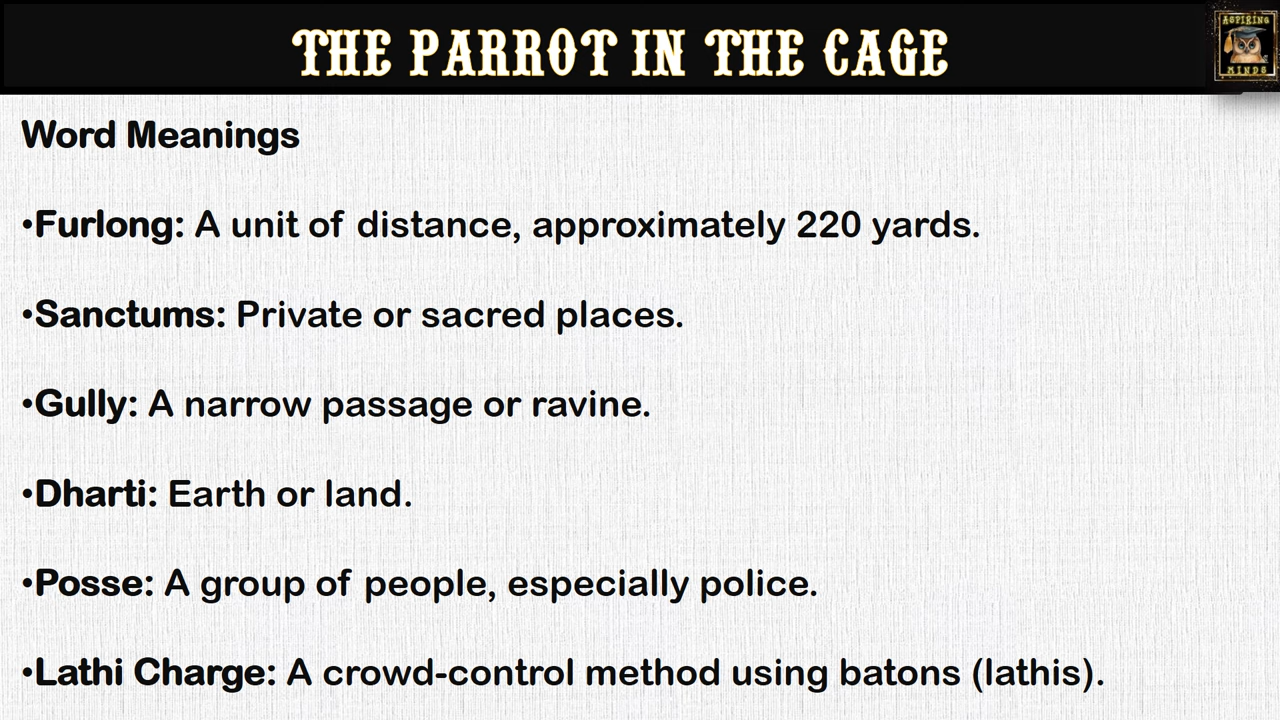 THE PARROT IN THE CAGE
ASPIRING
MINDS
Word Meanings
•Furlong: A unit of distance, approximately 220 yards.
•Sanctums: Private or sacred places.
•Gully: A narrow passage or ravine.
•Dharti: Earth or land.
•Posse: A group of people, especially police.
•Lathi Charge: A crowd-control method using batons (lathis).